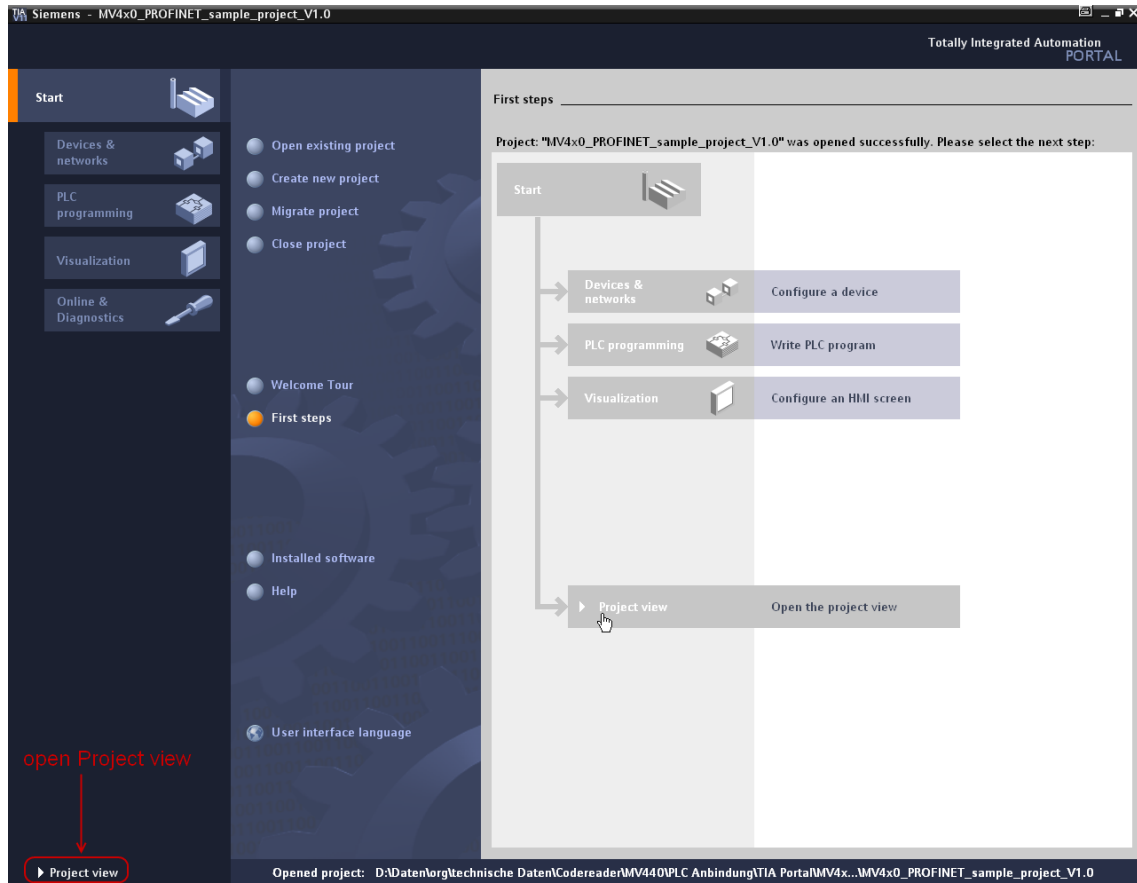 Siemens - MV4x0_PROFINET_sample_project_V1.0
Totally Integrated Automation
PORTAL
Start
Devices &
networks
PLC
programming
Visualization
Online &
Diagnostics
Open existing project
Create new project
Migrate project
Close project
Welcome Tour
First steps
Installed software
Help
User interface language
First steps
Project: "MV4x0_PROFINET_sample_project_V1.0" was opened successfully. Please select the next step:
Start
Devices &
networks
Configure a device
PLC programming
Write PLC program
Visualization
Configure an HMI screen
Project view
Open the project view
open Project view
Project view
Opened project: D:\Daten\org\technische Daten\Codereader\MV440\PLC Anbindung\TIA Portal\MV4x...\MV4x0_PROFINET_sample_project_V1.0